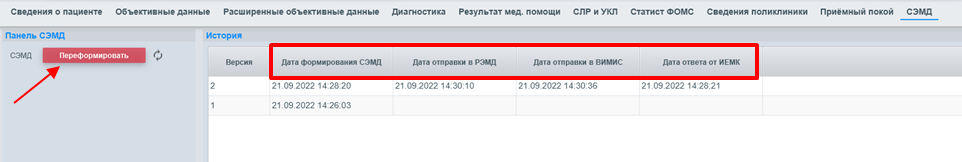 Сведения о пациенте Объективные данные Расширенные объективные данные Диагностика Результат мед. помощи СЛР и УКЛ Статист ФОМС Сведения поликлиники Приёмный покой СЭМД
Панель СЭМД
СЭМД Переформировать
История
Версия Дата формирования СЭМД Дата отправки в РЭМД Дата отправки в ВИМИС Дата ответа от ИЕМК
2 21.09.2022 14:28:20 21.09.2022 14:30:10 21.09.2022 14:30:36 21.09.2022 14:28:21
1 21.09.2022 14:26:03